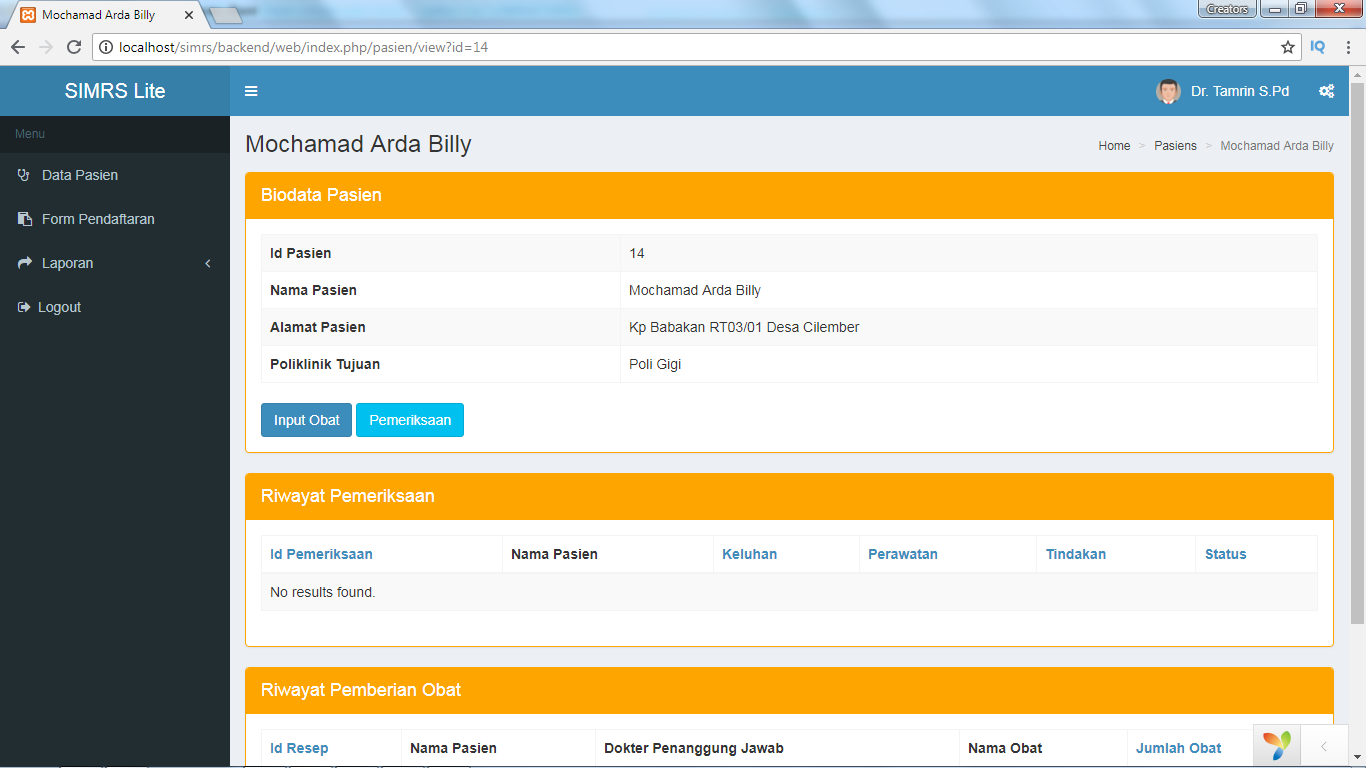 Mochamad Arda Billy
Creators
localhost/simrs/backend/web/index.php/pasien/view?id=14
IQ
SIMRS Lite
Dr. Tamrin S.Pd
Menu
Data Pasien
Form Pendaftaran
Laporan
Logout
Mochamad Arda Billy
Home > Pasiens > Mochamad Arda Billy
Biodata Pasien
Id Pasien 14
Nama Pasien Mochamad Arda Billy
Alamat Pasien Kp Babakan RT03/01 Desa Cilember
Poliklinik Tujuan Poli Gigi
Input Obat Pemeriksaan
Riwayat Pemeriksaan
Id Pemeriksaan Nama Pasien Keluhan Perawatan Tindakan Status
No results found.
Riwayat Pemberian Obat
Id Resep Nama Pasien Dokter Penanggung Jawab Nama Obat Jumlah Obat